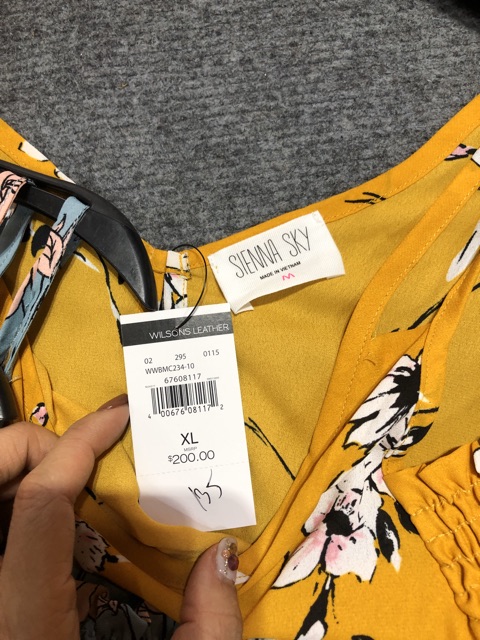 SIENNA SKY
MADE IN VIETNAM
M
WILSONS LEATHER
02 295 0115
WWBMC234-10
67608117
4 00676 08117 2
XL
MSRP:
$200.00